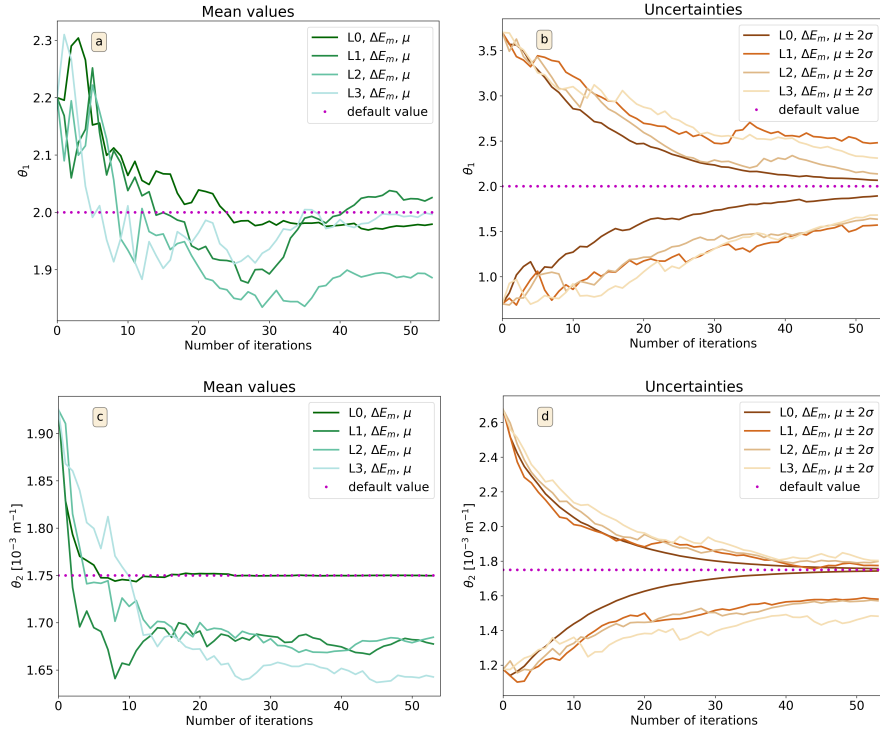 Mean values
a
L0, ΔE_m, μ
L1, ΔE_m, μ
L2, ΔE_m, μ
L3, ΔE_m, μ
default value
θ_1
2.3
2.2
2.1
2.0
1.9
0 10 20 30 40 50
Number of iterations
Uncertainties
b
L0, ΔE_m, μ ± 2σ
L1, ΔE_m, μ ± 2σ
L2, ΔE_m, μ ± 2σ
L3, ΔE_m, μ ± 2σ
default value
θ_1
3.5
3.0
2.5
2.0
1.5
1.0
0 10 20 30 40 50
Number of iterations
Mean values
c
L0, ΔE_m, μ
L1, ΔE_m, μ
L2, ΔE_m, μ
L3, ΔE_m, μ
default value
θ_2 [10⁻³ m⁻¹]
1.90
1.85
1.80
1.75
1.70
1.65
0 10 20 30 40 50
Number of iterations
Uncertainties
d
L0, ΔE_m, μ ± 2σ
L1, ΔE_m, μ ± 2σ
L2, ΔE_m, μ ± 2σ
L3, ΔE_m, μ ± 2σ
default value
θ_2 [10⁻³ m⁻¹]
2.6
2.4
2.2
2.0
1.8
1.6
1.4
1.2
0 10 20 30 40 50
Number of iterations